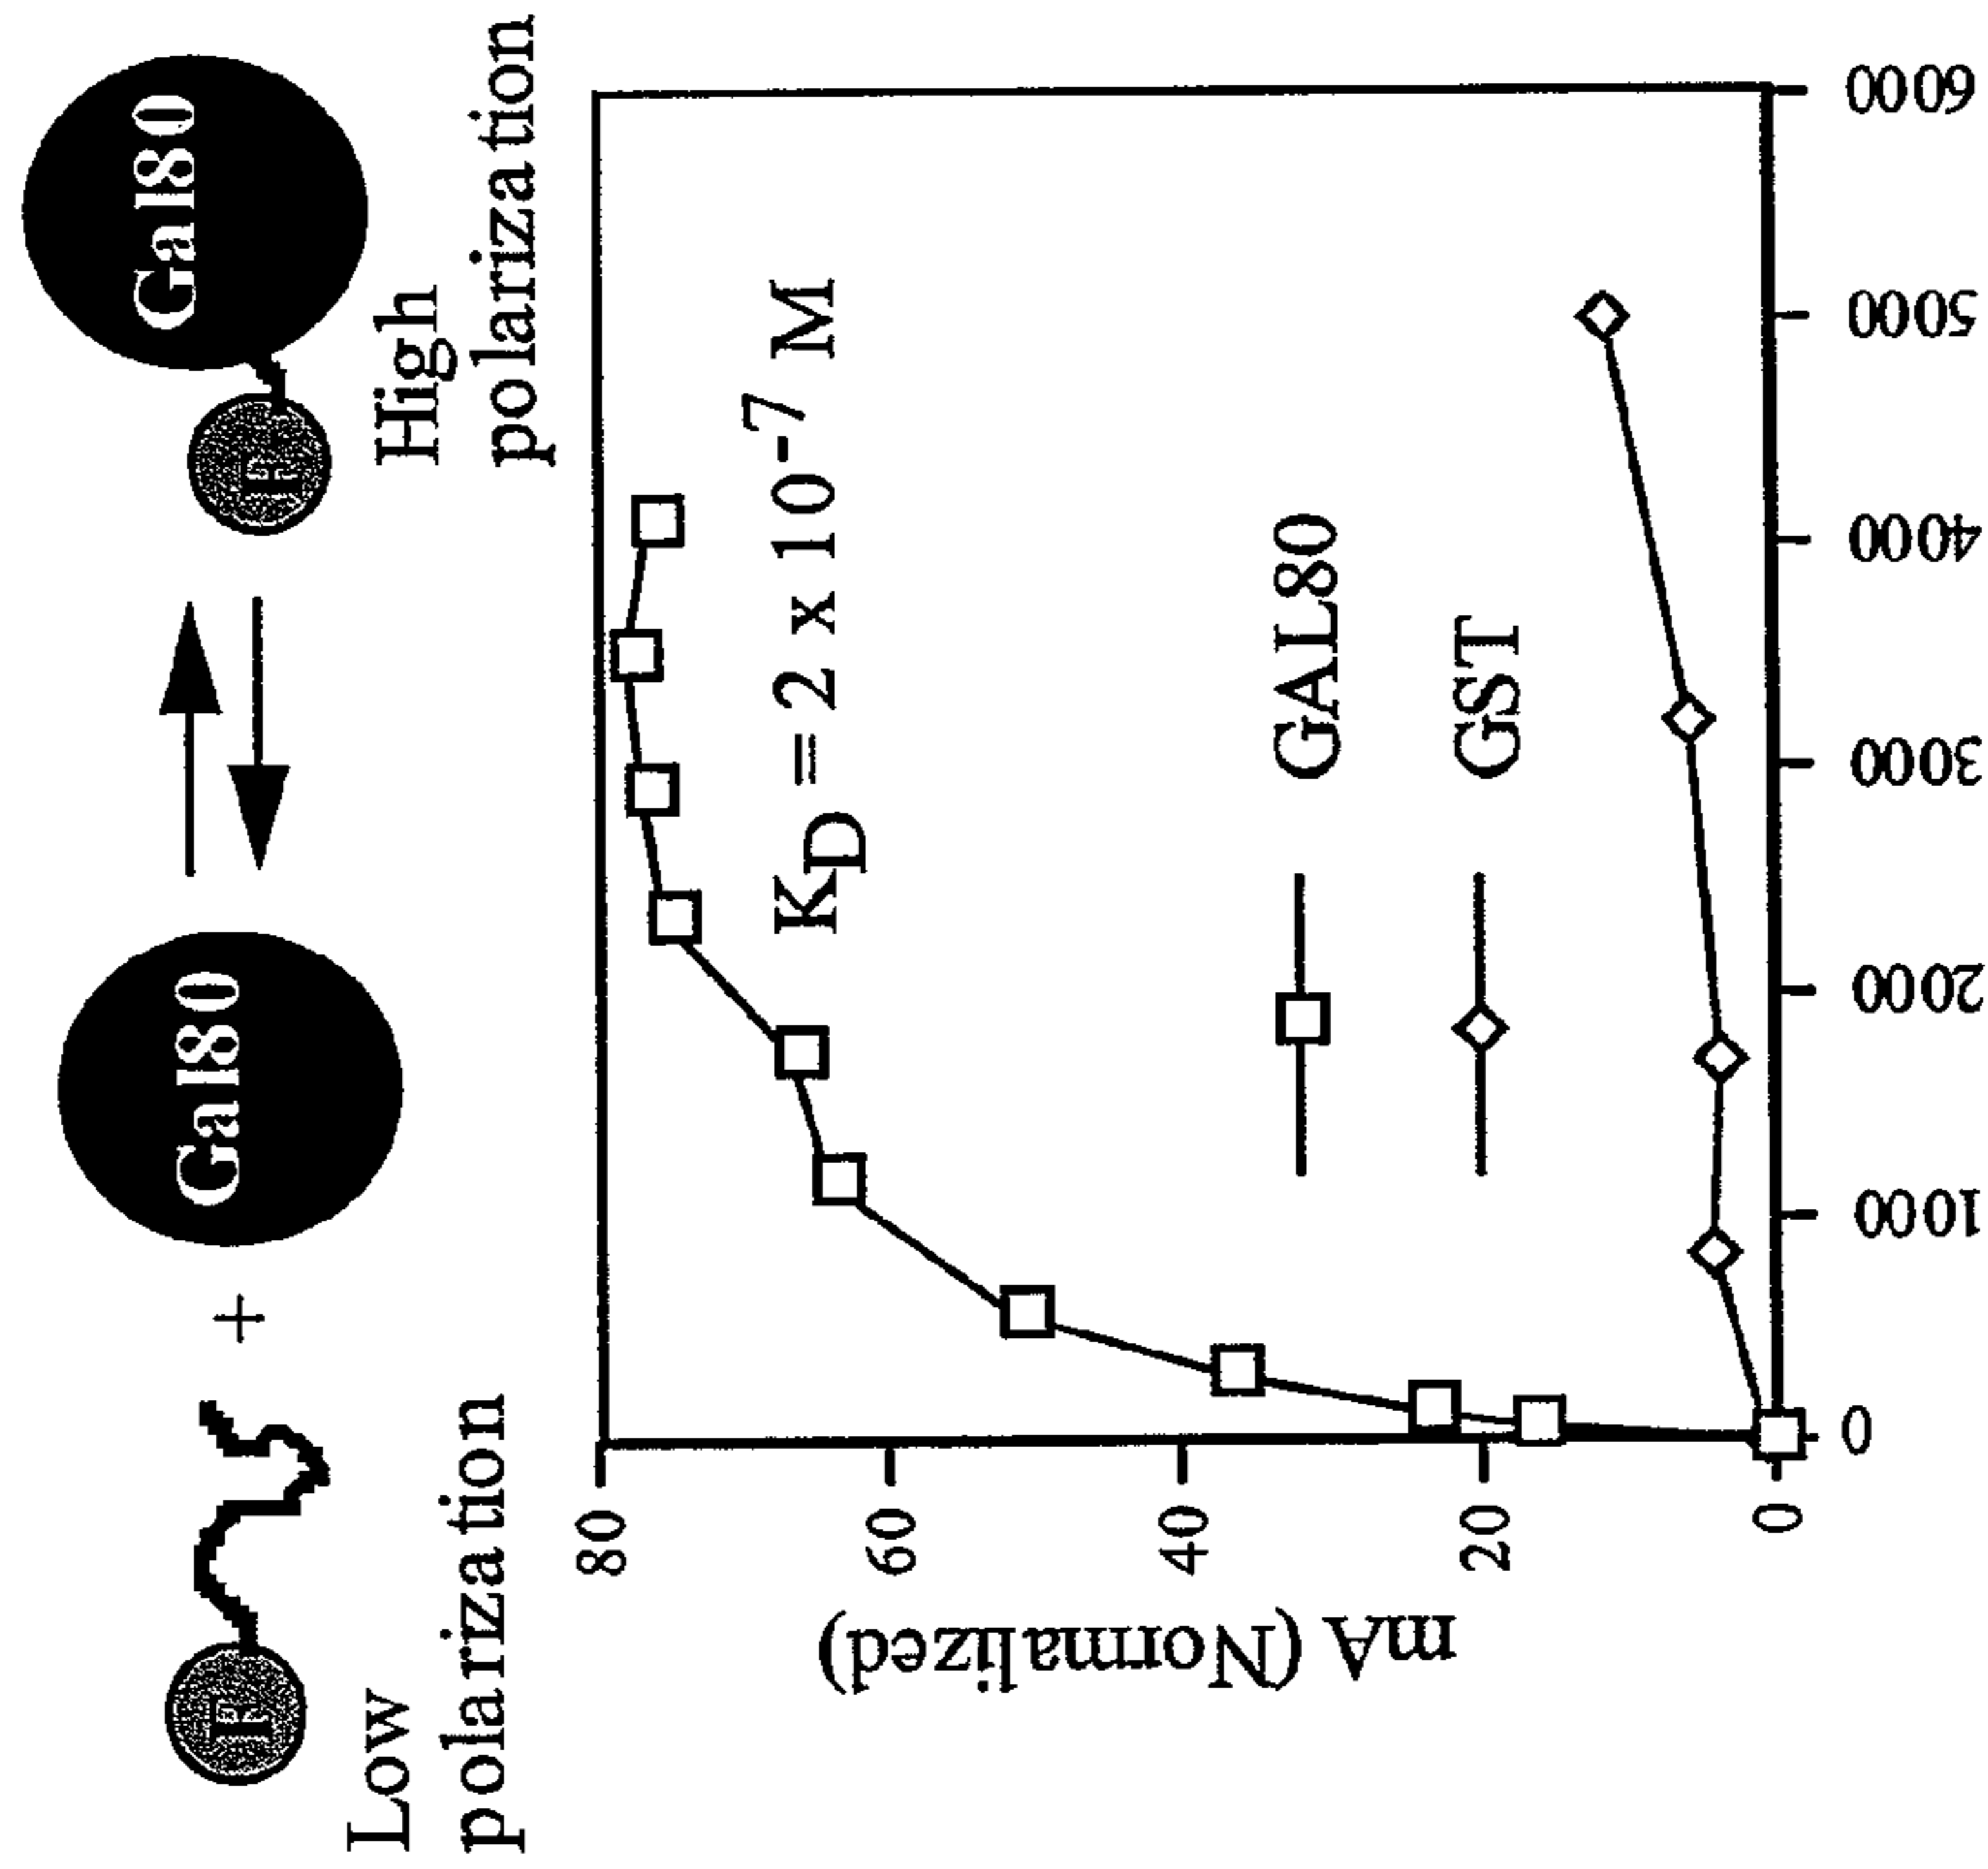 F
+
Gal80
F
Gal80
Low
polarization
High
polarization
80
60
40
20
0
mA (Normalized)
K_D = 2 x 10^-7 M
GAL80
GST
0
1000
2000
3000
4000
5000
6000